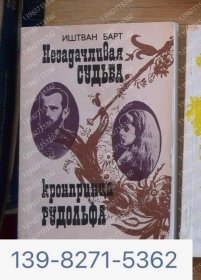 ИШТВАН БАРТ
Незадачливая
СУДЬБА
кронпринца
РУДОЛЬФА
139-8271-5362